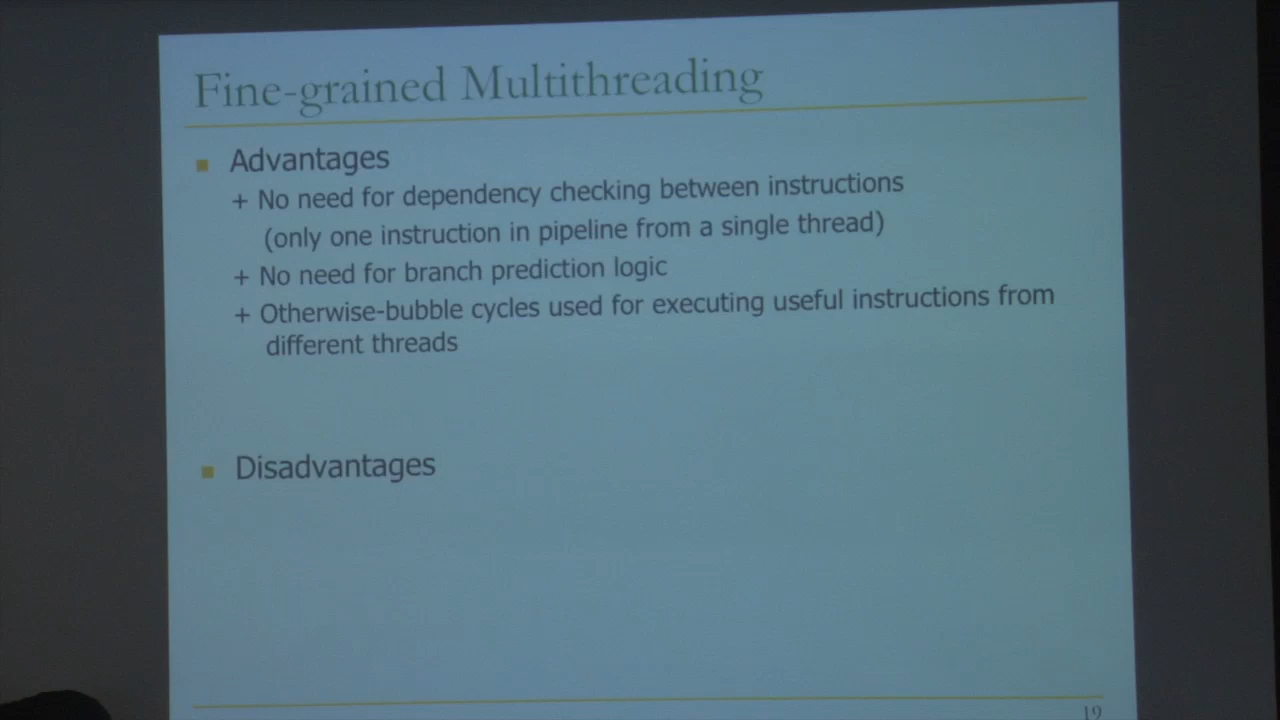 Fine-grained Multithreading
■ Advantages
+ No need for dependency checking between instructions
(only one instruction in pipeline from a single thread)
+ No need for branch prediction logic
+ Otherwise-bubble cycles used for executing useful instructions from
different threads
■ Disadvantages
19